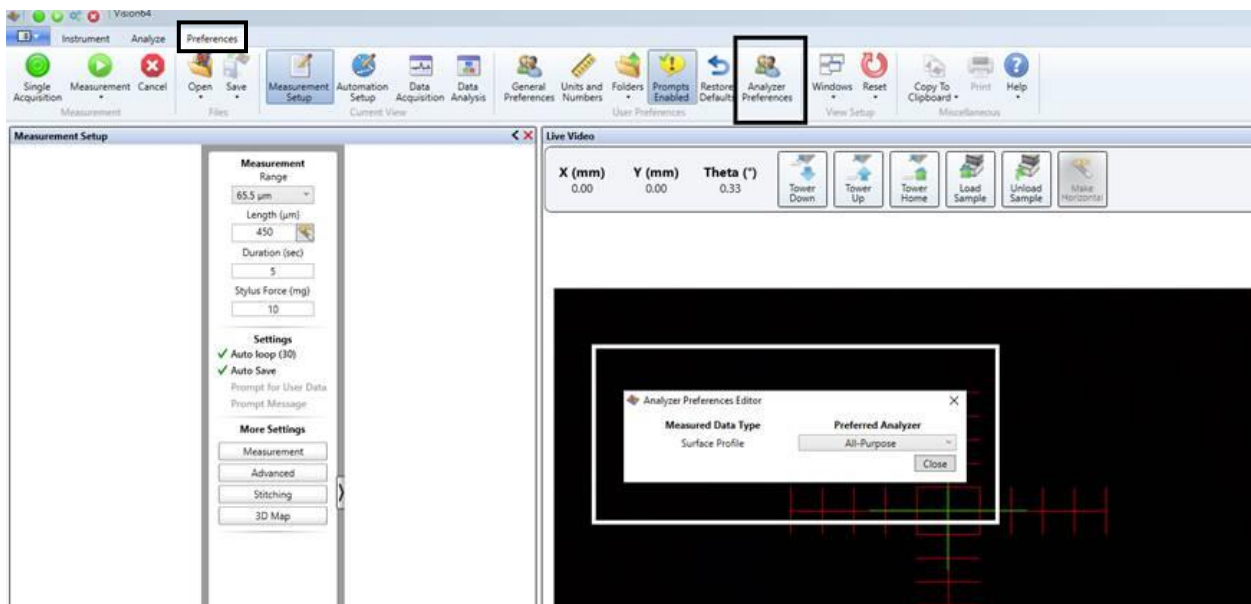 Vision64
Instrument Analyze Preferences
Single Acquisition
Measurement
Cancel
Measurement
Open
Save
Files
Measurement Setup
Automation Setup
Data Acquisition
Data Analysis
Current View
General Preferences
Units and Numbers
Folders
Prompts Enabled
Restore Defaults
Analyzer Preferences
User Preferences
Windows
Reset
View Setup
Copy To Clipboard
Print
Help
Miscellaneous
Measurement Setup
Measurement
Range
65.5 µm
Length (µm)
450
Duration (sec)
5
Stylus Force (mg)
10
Settings
Auto loop (30)
Auto Save
Prompt for User Data
Prompt Message
More Settings
Measurement
Advanced
Stitching
3D Map
Live Video
X (mm) Y (mm) Theta (°)
0.00 0.00 0.33
Tower Down
Tower Up
Tower Home
Load Sample
Unload Sample
Make Horizontal
Analyzer Preferences Editor
Measured Data Type Preferred Analyzer
Surface Profile All-Purpose
Close